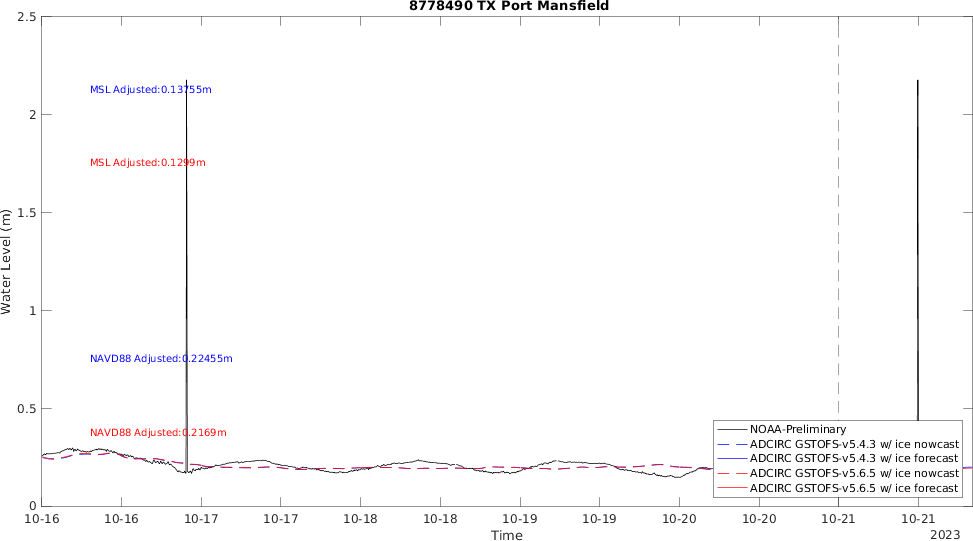 8778490 TX Port Mansfield
2.5
2
1.5
1
0.5
0
Water Level (m)
MSL Adjusted:0.13755m
MSL Adjusted:0.1299m
NAVD88 Adjusted:0.22455m
NAVD88 Adjusted:0.2169m
NOAA-Preliminary
ADCIRC GSTOFS-v5.4.3 w/ ice nowcast
ADCIRC GSTOFS-v5.4.3 w/ ice forecast
ADCIRC GSTOFS-v5.6.5 w/ ice nowcast
ADCIRC GSTOFS-v5.6.5 w/ ice forecast
10-16 10-16 10-17 10-17 10-18 10-18 10-19 10-19 10-20 10-20 10-21 10-21
2023
Time